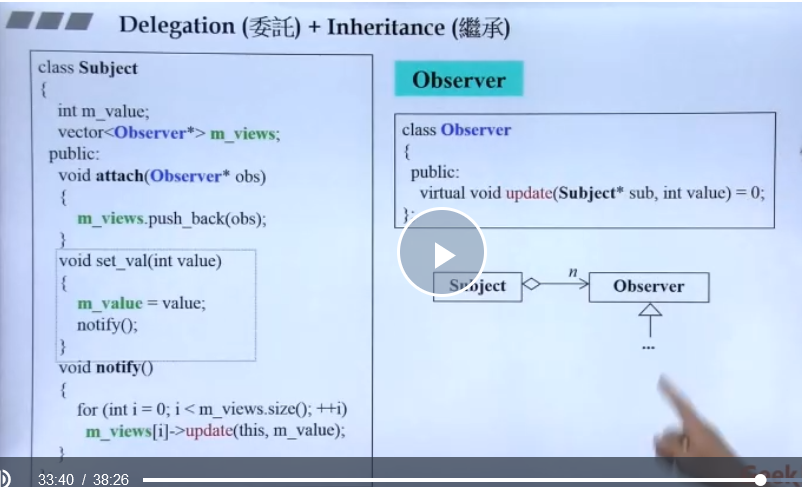 Delegation (委託) + Inheritance (繼承)
class Subject
{
int m_value;
vector<Observer*> m_views;
public:
void attach(Observer* obs)
{
m_views.push_back(obs);
}
void set_val(int value)
{
m_value = value;
notify();
}
void notify()
{
for (int i = 0; i < m_views.size(); ++i)
m_views[i]->update(this, m_value);
}
Observer
class Observer
{
public:
virtual void update(Subject* sub, int value) = 0;
};
Subject
n
Observer
...
33:40 / 38:26